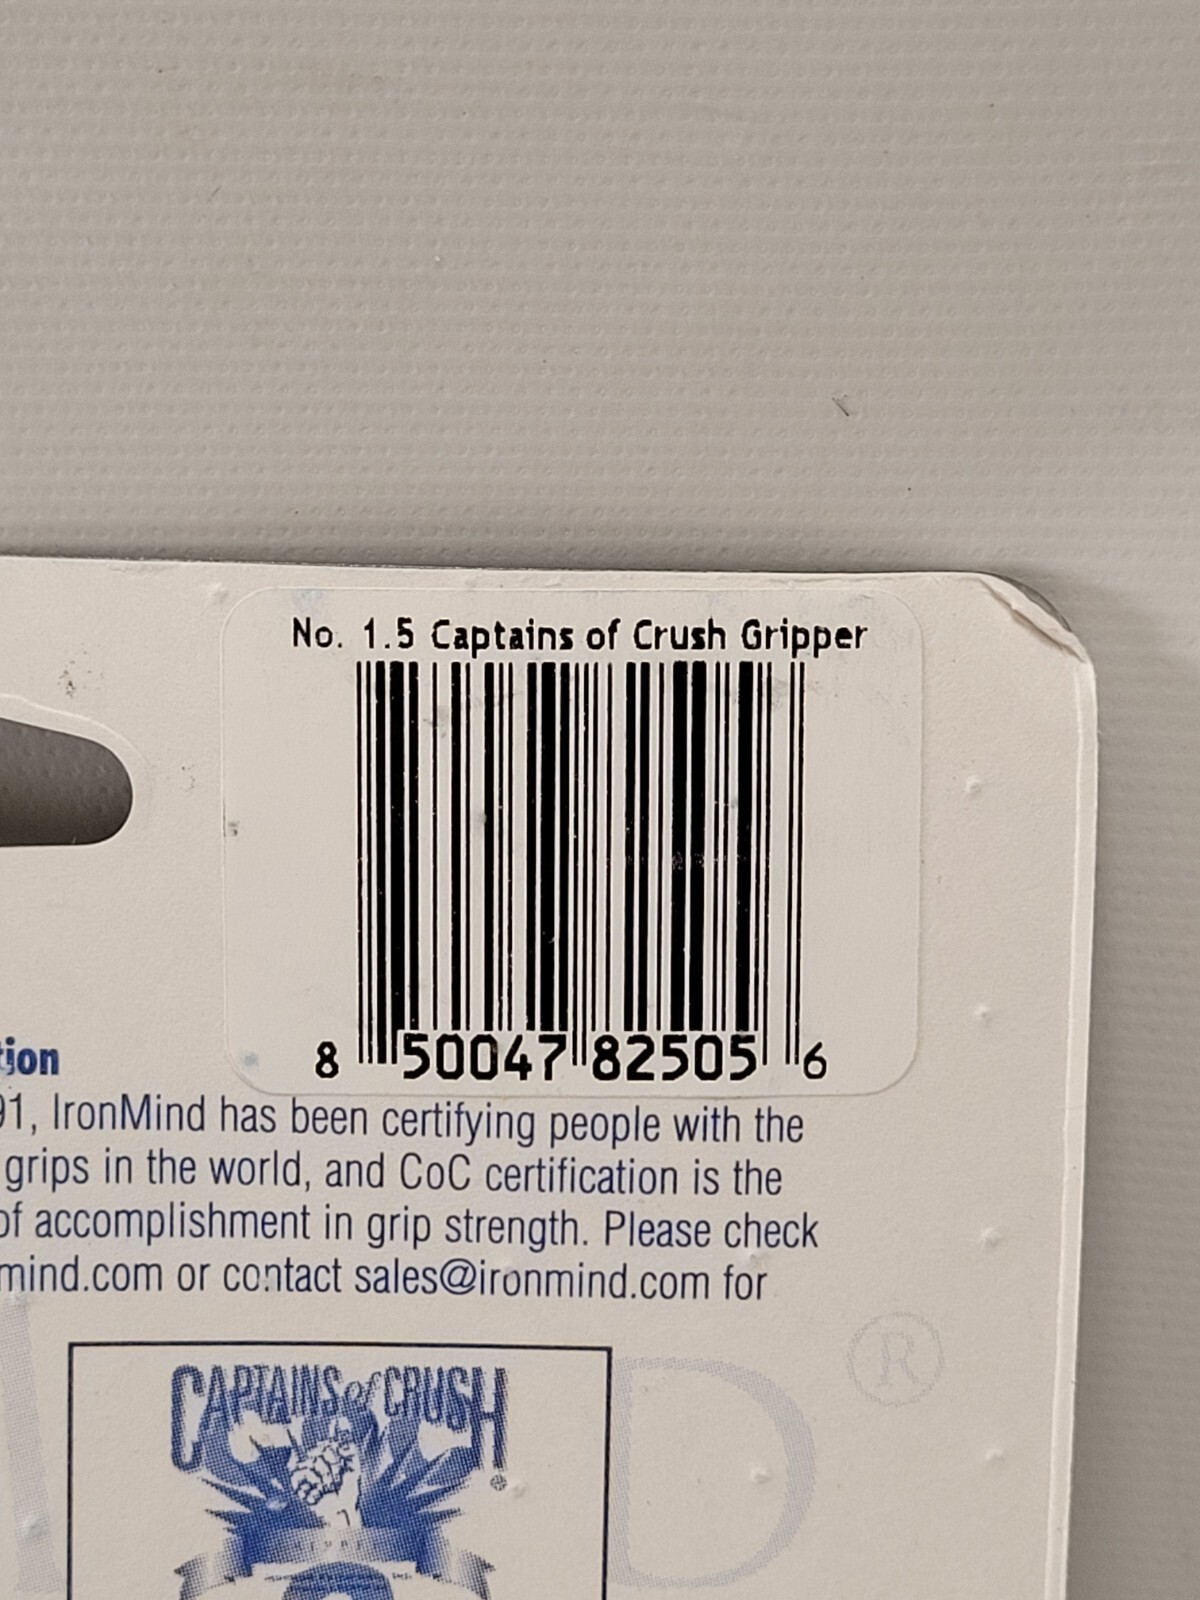 No. 1.5 Captains of Crush Gripper
8 50047 82505 6
tion
91, IronMind has been certifying people with the
grips in the world, and CoC certification is the
of accomplishment in grip strength. Please check
mind.com or contact sales@ironmind.com for
D ®
CAPTAINS of CRUSH
®